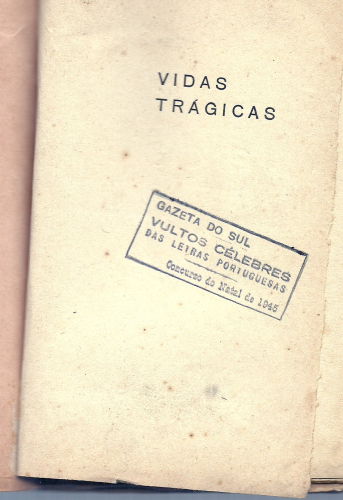 VIDAS
TRÁGICAS
GAZETA DO SUL
VULTOS CÉLEBRES
DAS LETRAS PORTUGUESAS
Concurso do Natal de 1945